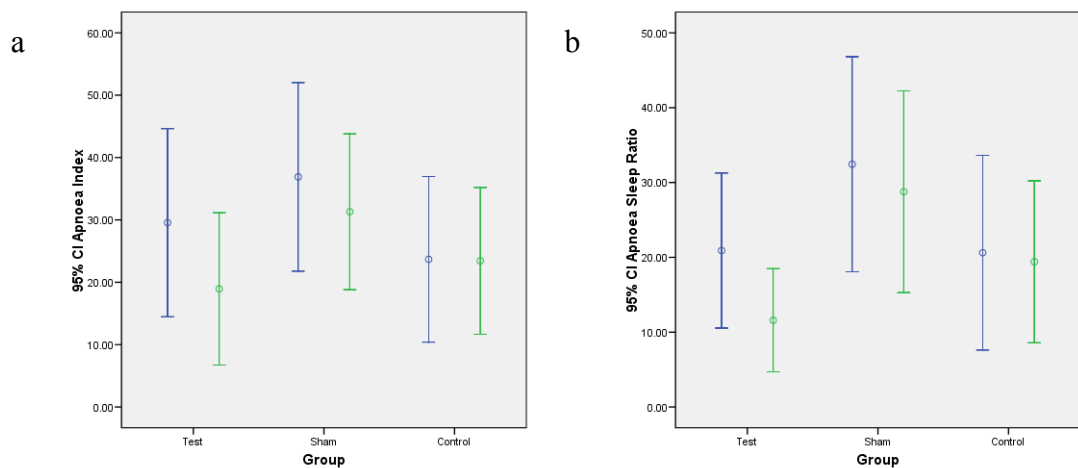 a
60.00
50.00
40.00
30.00
20.00
10.00
0.00
95% CI Apnoea Index
Test Sham Control
Group
b
50.00
40.00
30.00
20.00
10.00
0.00
95% CI Apnoea Sleep Ratio
Test Sham Control
Group